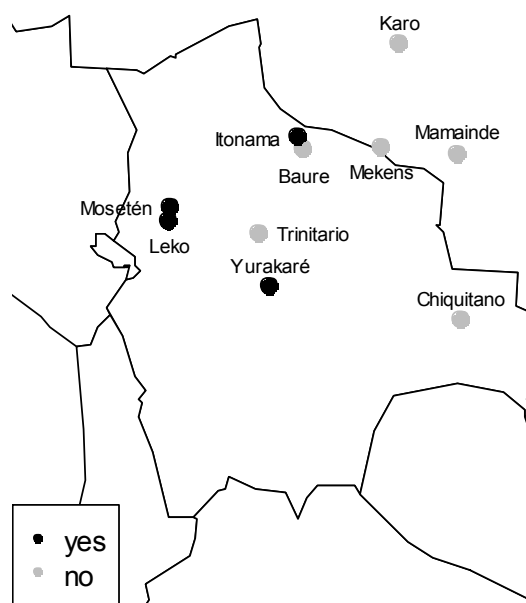 Karo
Itonama
Mamainde
Baure
Mekens
Mosetén
Leko
Trinitario
Yurakaré
Chiquitano
yes
no